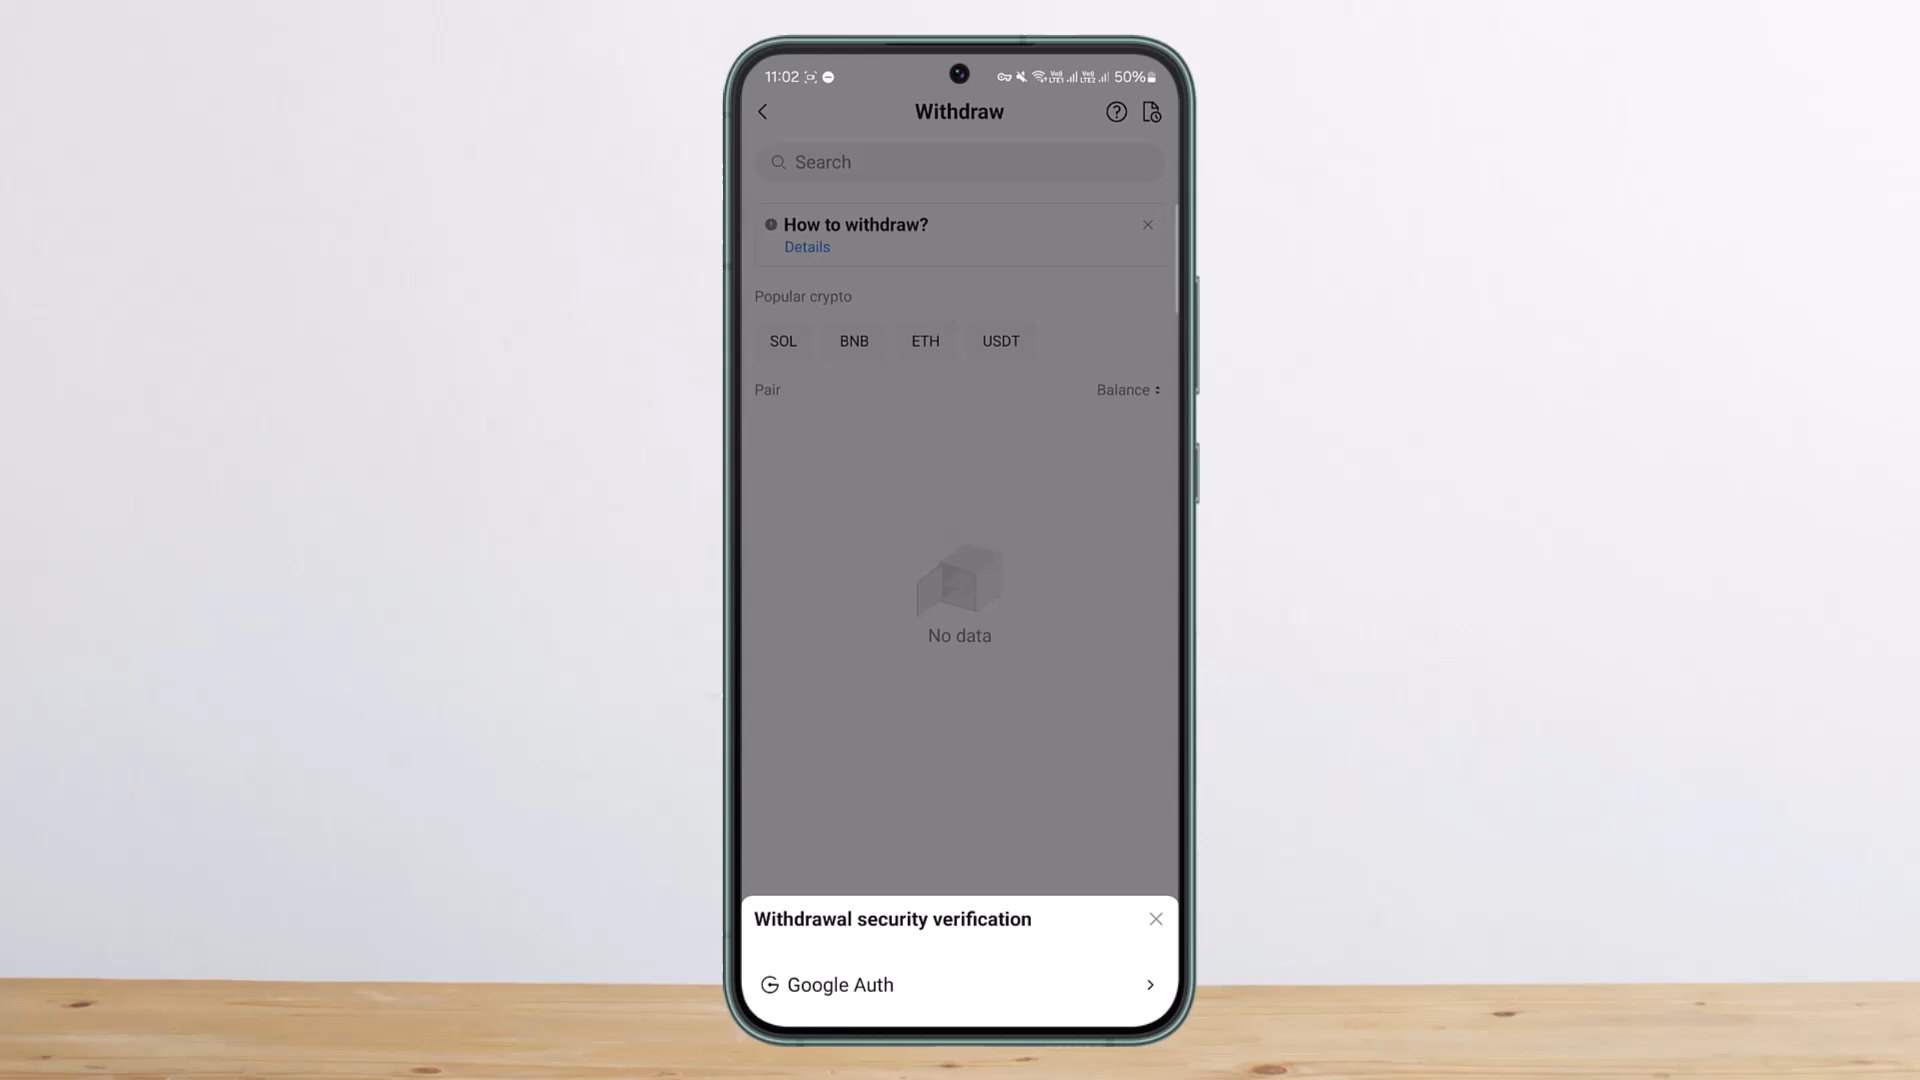 11:02 50%
Withdraw
Search
How to withdraw?
Details
Popular crypto
SOL BNB ETH USDT
Pair Balance
No data
Withdrawal security verification
Google Auth